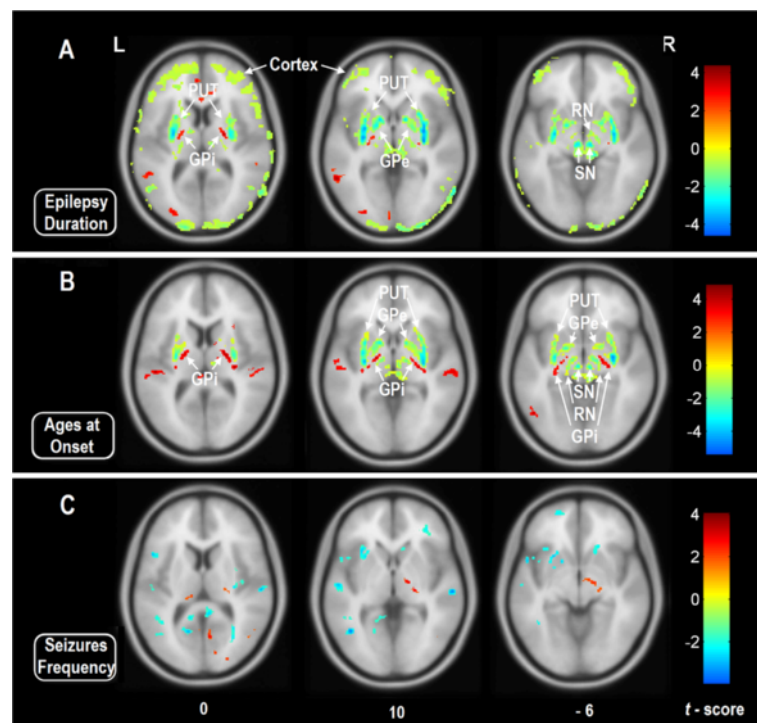 A L R
Cortex
4
PUT PUT RN
2
0
GPi GPe SN
-2
Epilepsy
Duration
-4
B
PUT PUT
4
GPe GPe
2
0
GPi SN
RN
-2
Ages at
Onset
GPi
-4
C
4
2
0
Seizures
Frequency
-2
0 10 - 6 t - score